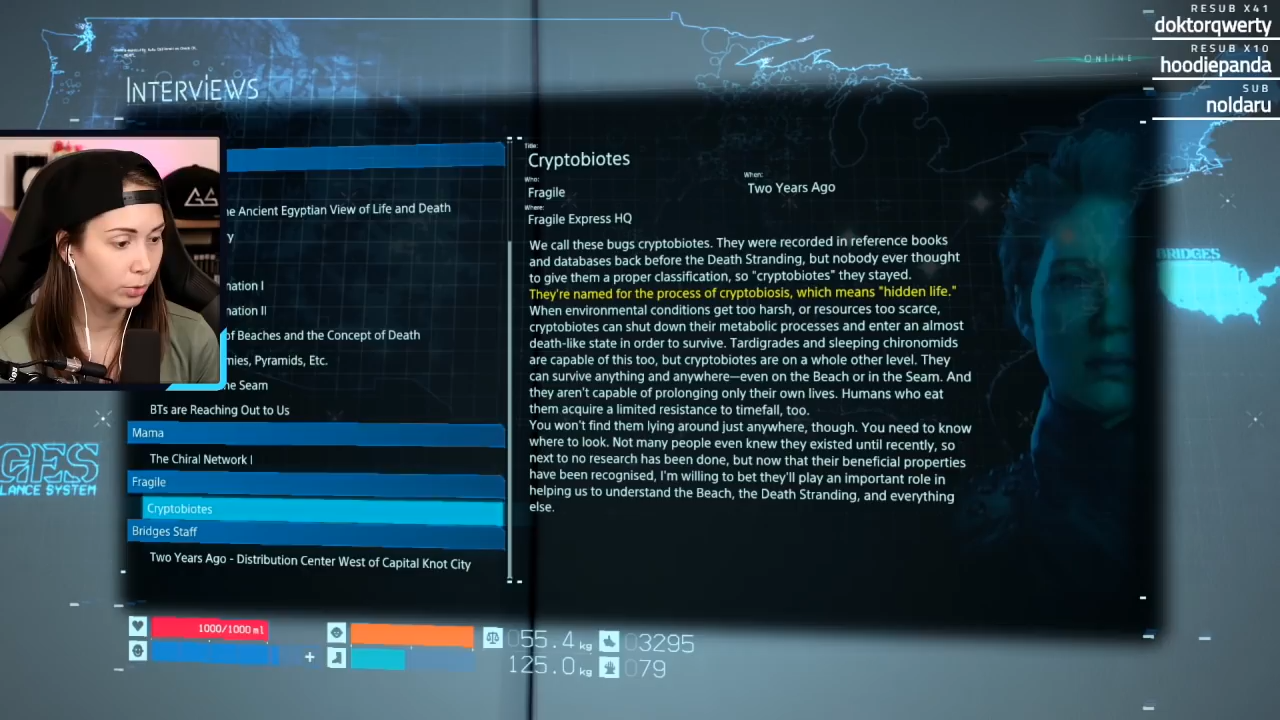 RESUB X41
doktorqwerty
RESUB X10
hoodiepanda
SUB
noldaru
ONLINE
INTERVIEWS
Title:
Cryptobiotes
Who:
Fragile
When:
Two Years Ago
Where:
Fragile Express HQ
We call these bugs cryptobiotes. They were recorded in reference books
and databases back before the Death Stranding, but nobody ever thought
to give them a proper classification, so "cryptobiotes" they stayed.
They're named for the process of cryptobiosis, which means "hidden life."
When environmental conditions get too harsh, or resources too scarce,
cryptobiotes can shut down their metabolic processes and enter an almost
death-like state in order to survive. Tardigrades and sleeping chironomids
are capable of this too, but cryptobiotes are on a whole other level. They
can survive anything and anywhere—even on the Beach or in the Seam. And
they aren't capable of prolonging only their own lives. Humans who eat
them acquire a limited resistance to timefall, too.
You won't find them lying around just anywhere, though. You need to know
where to look. Not many people even knew they existed until recently, so
next to no research has been done, but now that their beneficial properties
have been recognised, I'm willing to bet they'll play an important role in
helping us to understand the Beach, the Death Stranding, and everything
else.
he Ancient Egyptian View of Life and Death
y
nation I
nation II
of Beaches and the Concept of Death
mies, Pyramids, Etc.
he Seam
BTs are Reaching Out to Us
Mama
The Chiral Network I
Fragile
Cryptobiotes
Bridges Staff
Two Years Ago - Distribution Center West of Capital Knot City
BRIDGES
GES
LANCE SYSTEM
1000/1000 ml
055.4 kg
03295
125.0 kg
079